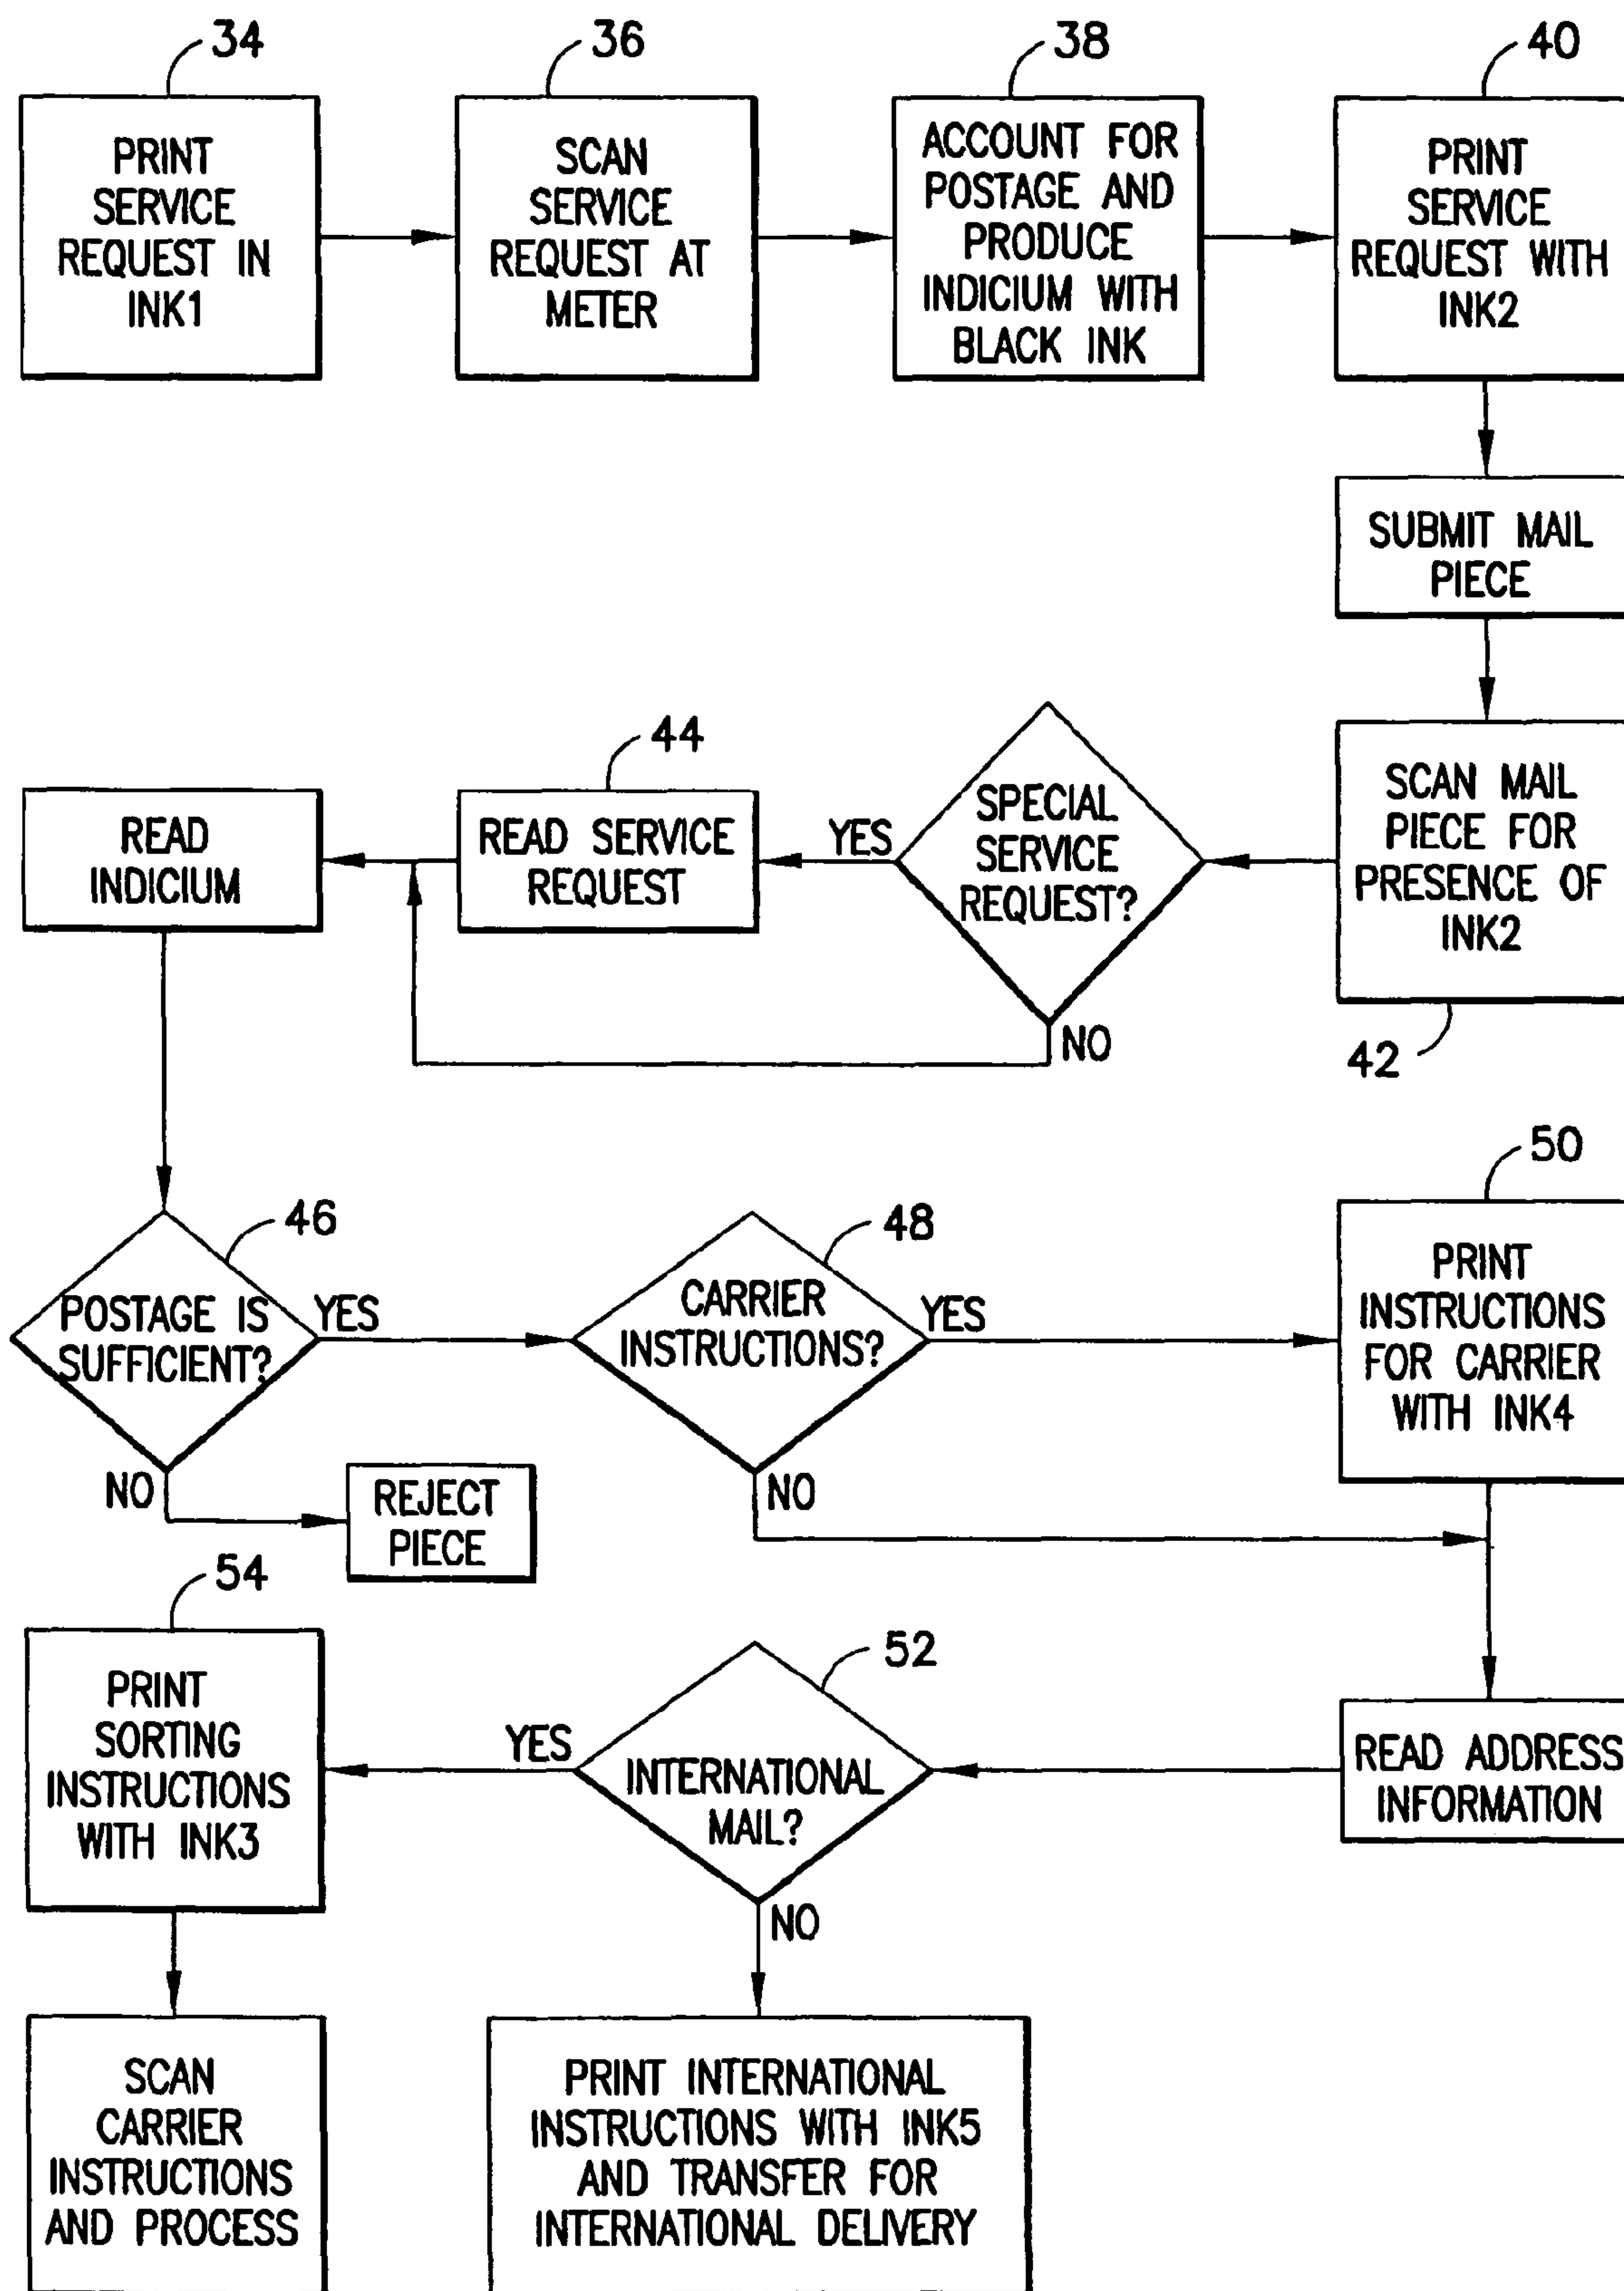 34
PRINT
SERVICE
REQUEST IN
INK1
36
SCAN
SERVICE
REQUEST AT
METER
38
ACCOUNT FOR
POSTAGE AND
PRODUCE
INDICIUM WITH
BLACK INK
40
PRINT
SERVICE
REQUEST WITH
INK2
SUBMIT MAIL
PIECE
SCAN MAIL
PIECE FOR
PRESENCE OF
INK2
42
SPECIAL
SERVICE
REQUEST?
YES
NO
44
READ SERVICE
REQUEST
READ
INDICIUM
46
POSTAGE IS
SUFFICIENT?
YES
NO
REJECT
PIECE
48
CARRIER
INSTRUCTIONS?
YES
NO
50
PRINT
INSTRUCTIONS
FOR CARRIER
WITH INK4
READ ADDRESS
INFORMATION
52
INTERNATIONAL
MAIL?
YES
NO
54
PRINT
SORTING
INSTRUCTIONS
WITH INK3
SCAN
CARRIER
INSTRUCTIONS
AND PROCESS
PRINT INTERNATIONAL
INSTRUCTIONS WITH INK5
AND TRANSFER FOR
INTERNATIONAL DELIVERY